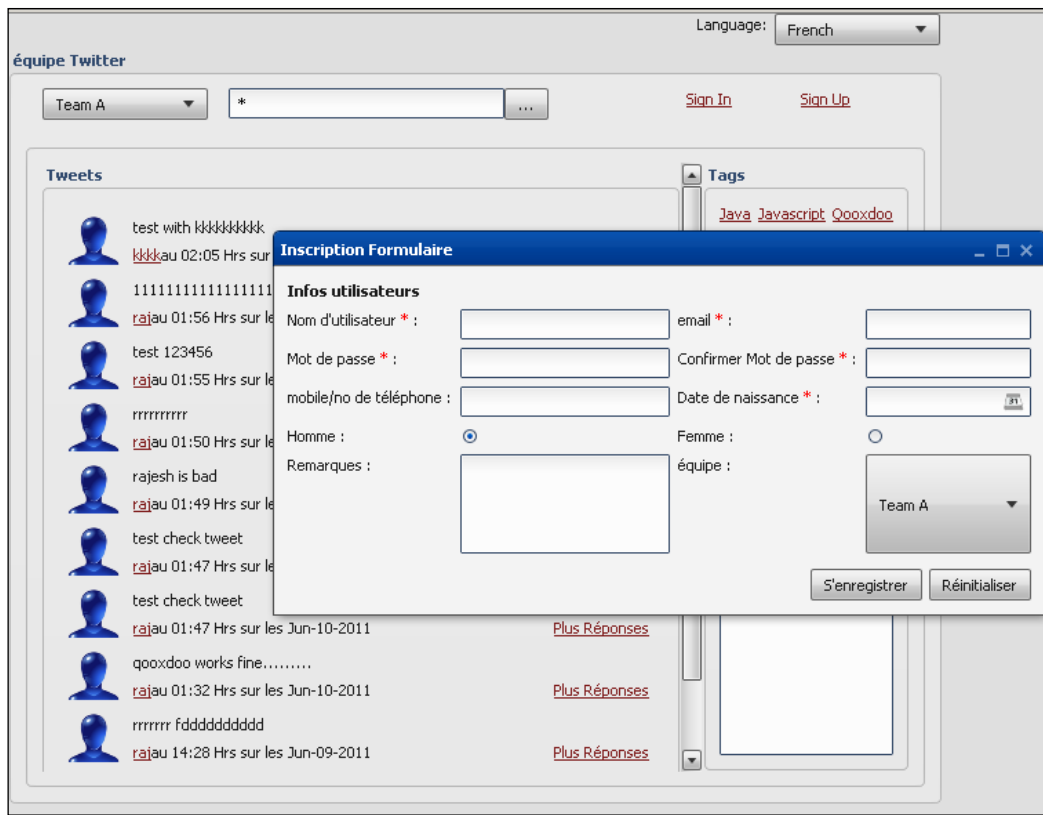 Language: French
équipe Twitter
Team A * ... Sign In Sign Up
Tweets
Tags
Java Javascript Qooxdoo
test with kkkkkkkkkk
kkkkau 02:05 Hrs sur
rajau 01:56 Hrs sur le
test 123456
rajau 01:55 Hrs sur le
rrrrrrrrrr
rajau 01:50 Hrs sur le
rajesh is bad
rajau 01:49 Hrs sur le
test check tweet
rajau 01:47 Hrs sur le
test check tweet
rajau 01:47 Hrs sur les Jun-10-2011 Plus Réponses
qooxdoo works fine.........
rajau 01:32 Hrs sur les Jun-10-2011 Plus Réponses
rrrrrrr fdddddddddd
rajau 14:28 Hrs sur les Jun-09-2011 Plus Réponses
Inscription Formulaire
Infos utilisateurs
Nom d'utilisateur * : email * :
Mot de passe * : Confirmer Mot de passe * :
mobile/no de téléphone : Date de naissance * : 31
Homme : Femme :
Remarques : équipe :
Team A
S'enregistrer Réinitialiser